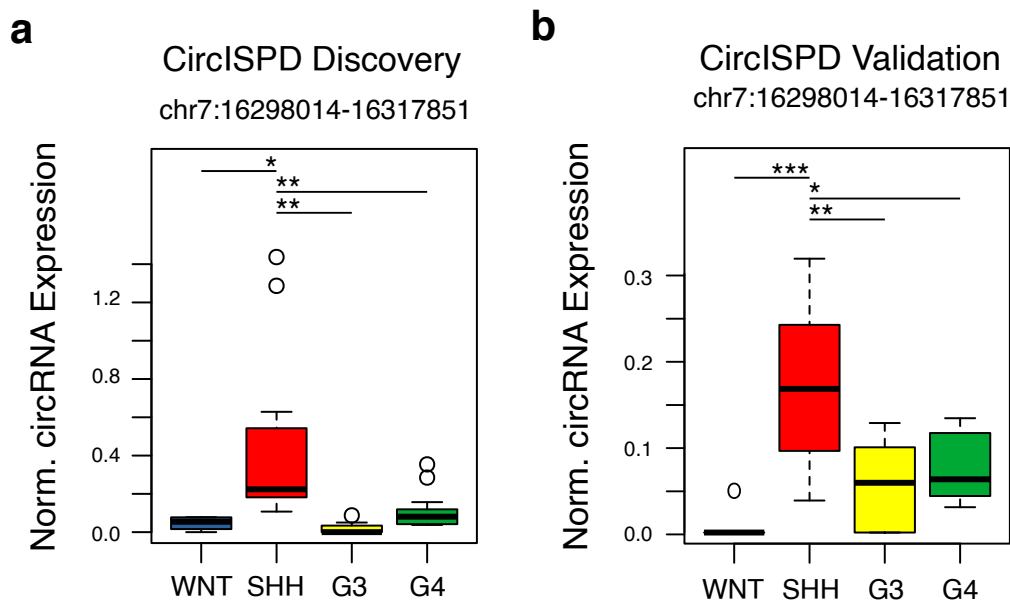 a
CircISPD Discovery
chr7:16298014-16317851
Norm. circRNA Expression
*
**
**
1.2
0.8
0.4
0.0
WNT SHH G3 G4
b
CircISPD Validation
chr7:16298014-16317851
Norm. circRNA Expression
***
*
**
0.3
0.2
0.1
0.0
WNT SHH G3 G4